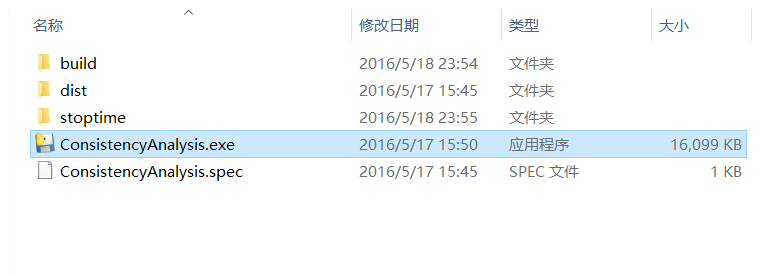 名称 修改日期 类型 大小
build 2016/5/18 23:54 文件夹
dist 2016/5/17 15:45 文件夹
stoptime 2016/5/18 23:55 文件夹
ConsistencyAnalysis.exe 2016/5/17 15:50 应用程序 16,099 KB
ConsistencyAnalysis.spec 2016/5/17 15:45 SPEC 文件 1 KB